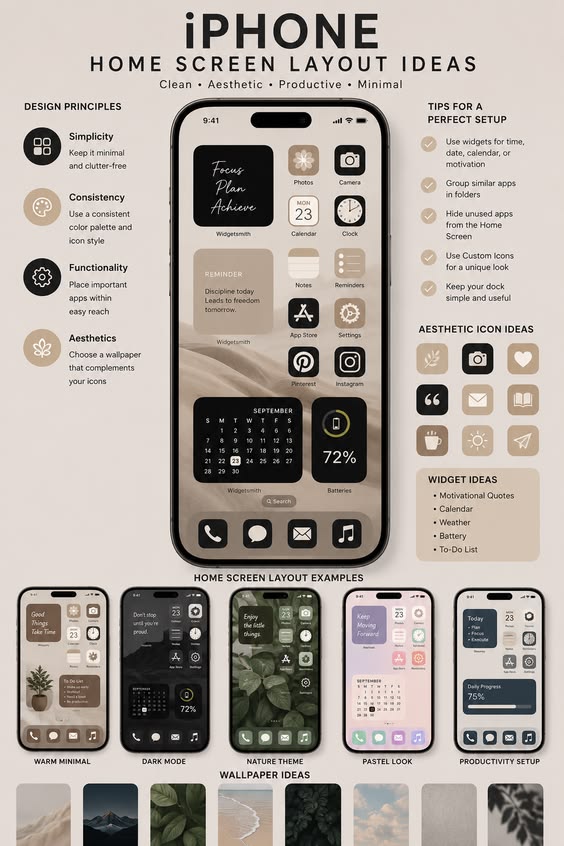 iPHONE
HOME SCREEN LAYOUT IDEAS
Clean • Aesthetic • Productive • Minimal
DESIGN PRINCIPLES
Simplicity
Keep it minimal
and clutter-free
Consistency
Use a consistent
color palette and
icon style
Functionality
Place important
apps within
easy reach
Aesthetics
Choose a wallpaper
that complements
your icons
9:41
Focus
Plan
Achieve
Widgetsmith
Photos
Camera
MON
23
Calendar
Clock
REMINDER
Discipline today
Leads to freedom
tomorrow.
Widgetsmith
Notes
Reminders
App Store
Settings
Pinterest
Instagram
SEPTEMBER
S M T W T F S
1 2 3 4 5 6
7 8 9 10 11 12 13
14 15 16 17 18 19 20
21 22 23 24 25 26 27
28 29 30
Widgetsmith
72%
Batteries
Search
TIPS FOR A
PERFECT SETUP
Use widgets for time,
date, calendar, or
motivation
Group similar apps
in folders
Hide unused apps
from the Home
Screen
Use Custom Icons
for a unique look
Keep your dock
simple and useful
AESTHETIC ICON IDEAS
WIDGET IDEAS
• Motivational Quotes
• Calendar
• Weather
• Battery
• To-Do List
HOME SCREEN LAYOUT EXAMPLES
Good
Things
Take Time
23
To Do List
WARM MINIMAL
Don't stop
until you're
proud.
23
SEPTEMBER
72%
DARK MODE
Enjoy
the little
things.
23
NATURE THEME
Keep
Moving
Forward
23
SEPTEMBER
PASTEL LOOK
Today
• Plan
• Focus
• Execute
23
Daily Progress
75%
PRODUCTIVITY SETUP
WALLPAPER IDEAS